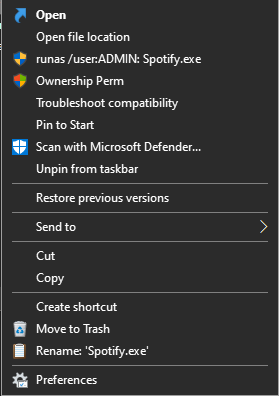 Open
Open file location
runas /user:ADMIN: Spotify.exe
Ownership Perm
Troubleshoot compatibility
Pin to Start
Scan with Microsoft Defender...
Unpin from taskbar
Restore previous versions
Send to
Cut
Copy
Create shortcut
Move to Trash
Rename: 'Spotify.exe'
Preferences